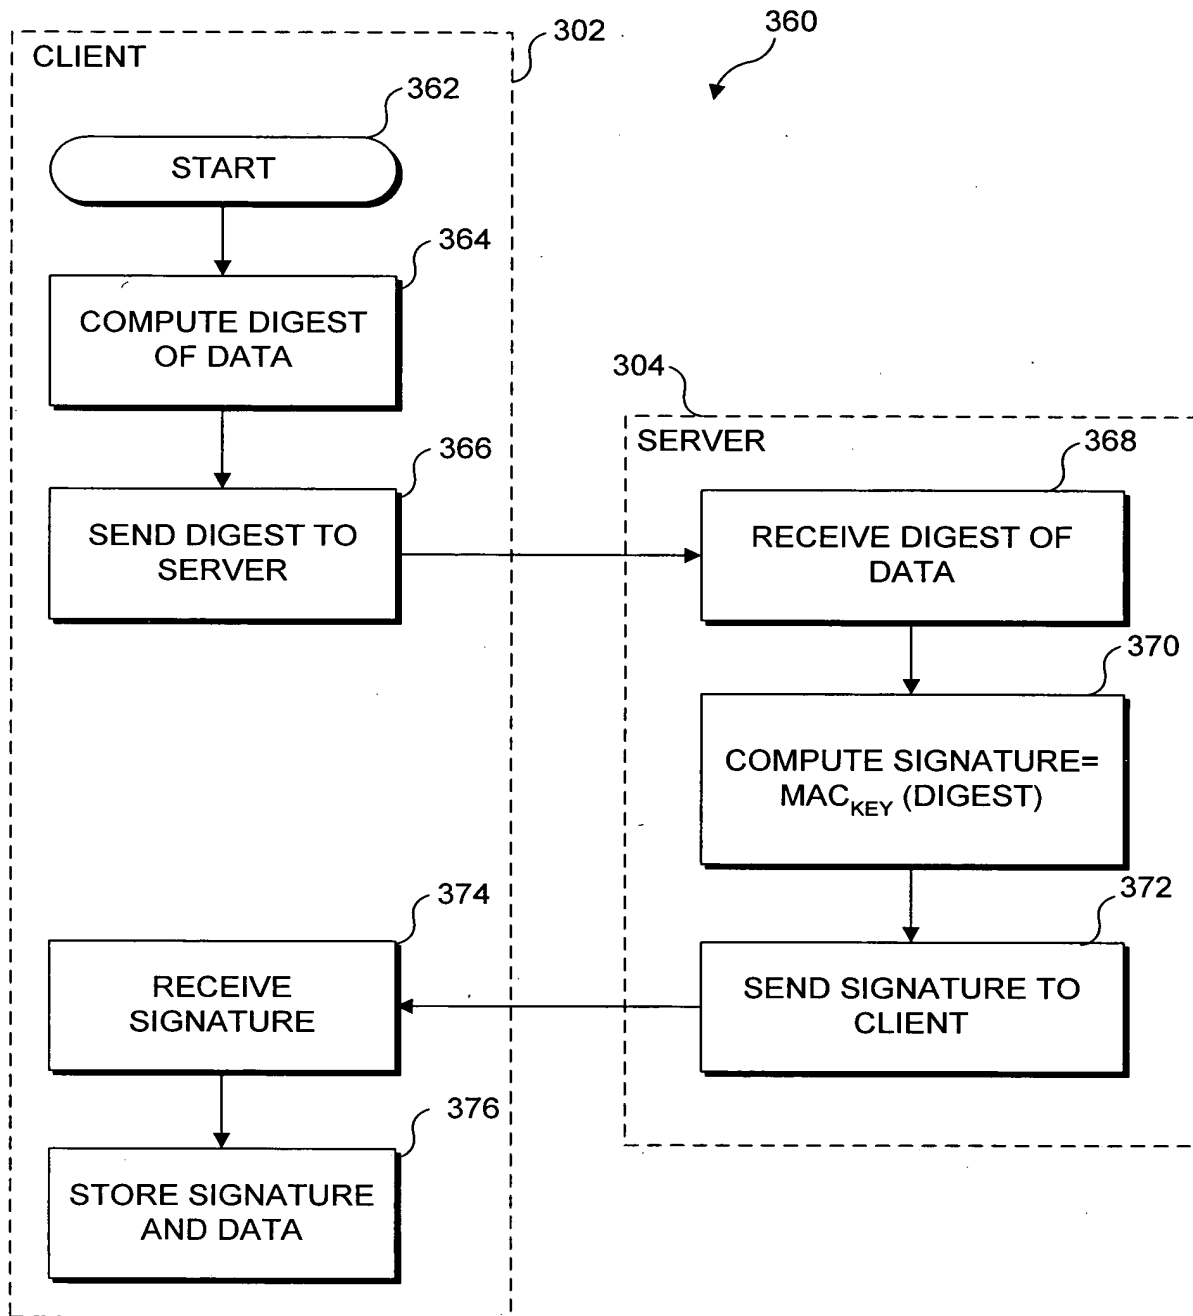 302
360
CLIENT
362
START
364
COMPUTE DIGEST
OF DATA
304
SERVER
366
368
SEND DIGEST TO
SERVER
RECEIVE DIGEST OF
DATA
370
COMPUTE SIGNATURE=
MAC_KEY (DIGEST)
374
372
RECEIVE
SIGNATURE
SEND SIGNATURE TO
CLIENT
376
STORE SIGNATURE
AND DATA